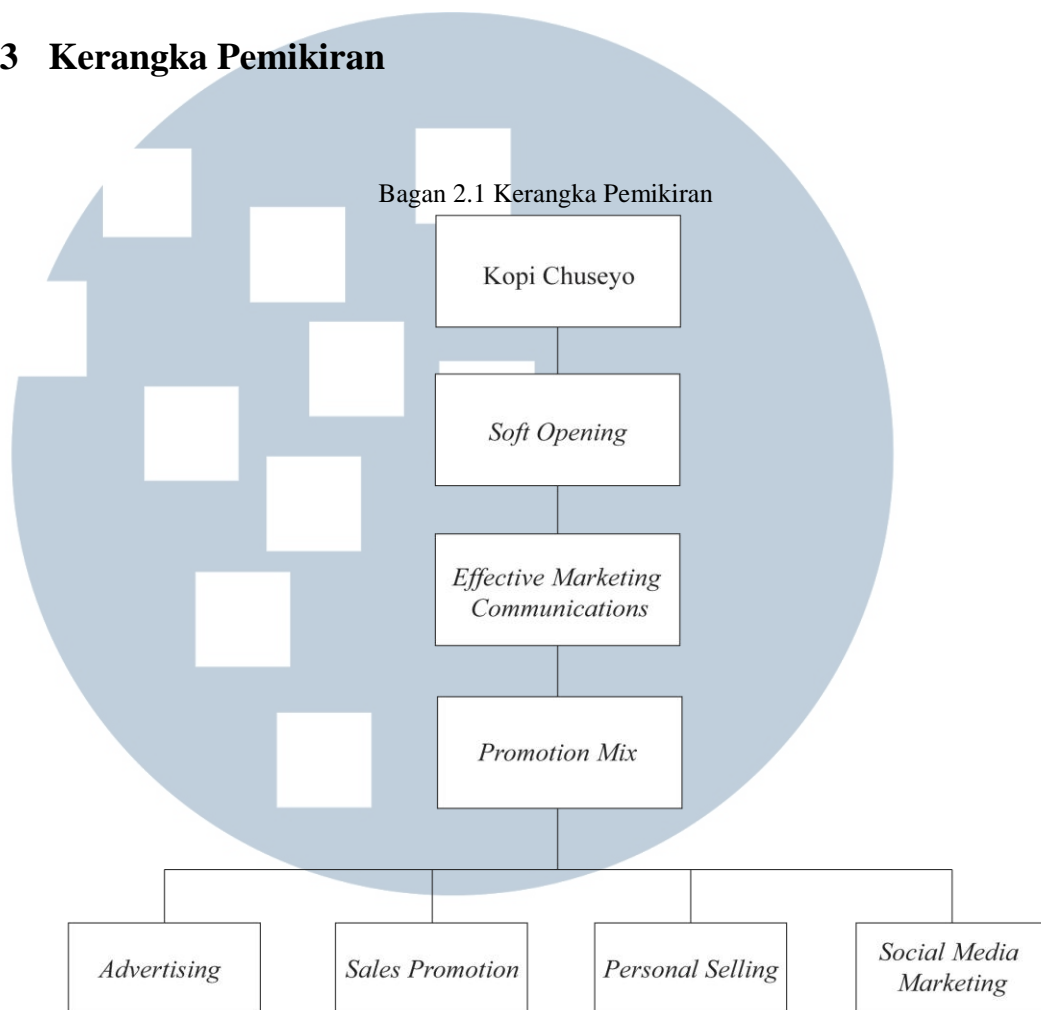 3 Kerangka Pemikiran
Bagan 2.1 Kerangka Pemikiran
Kopi Chuseyo
Soft Opening
Effective Marketing
Communications
Promotion Mix
Advertising
Sales Promotion
Personal Selling
Social Media
Marketing